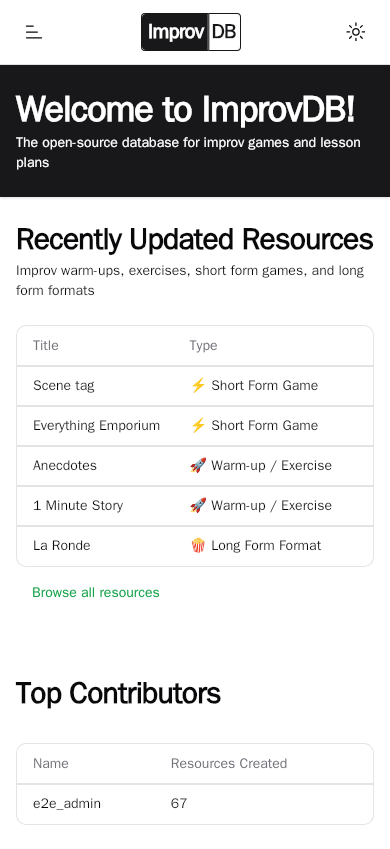 Improv DB
Welcome to ImprovDB!
The open-source database for improv games and lesson
plans
Recently Updated Resources
Improv warm-ups, exercises, short form games, and long
form formats
Title Type
Scene tag ⚡ Short Form Game
Everything Emporium ⚡ Short Form Game
Anecdotes 🚀 Warm-up / Exercise
1 Minute Story 🚀 Warm-up / Exercise
La Ronde 🍿 Long Form Format
Browse all resources
Top Contributors
Name Resources Created
e2e_admin 67